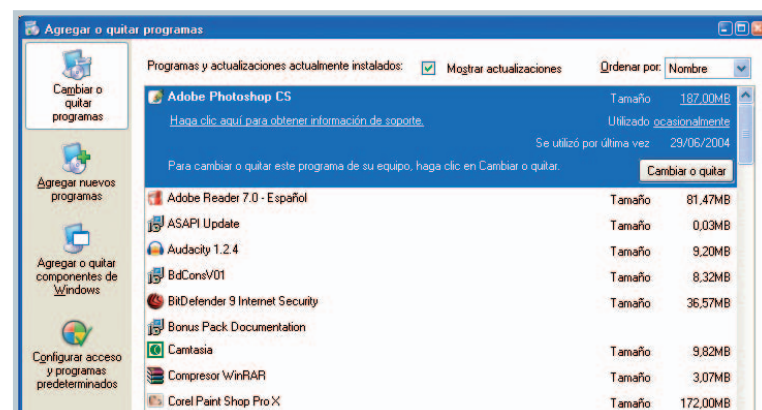 Agregar o quitar programas
Cambiar o
quitar
programas
Agregar nuevos
programas
Agregar o quitar
componentes de
Windows
Configurar acceso
y programas
predeterminados
Programas y actualizaciones actualmente instalados: Mostrar actualizaciones Ordenar por: Nombre
Adobe Photoshop CS Tamaño 187,00MB
Haga clic aquí para obtener información de soporte. Utilizado ocasionalmente
Se utilizó por última vez 29/06/2004
Para cambiar o quitar este programa de su equipo, haga clic en Cambiar o quitar. Cambiar o quitar
Adobe Reader 7.0 - Español Tamaño 81,47MB
ASAPI Update Tamaño 0,03MB
Audacity 1.2.4 Tamaño 9,20MB
BdConsV01 Tamaño 8,32MB
BitDefender 9 Internet Security Tamaño 36,57MB
Bonus Pack Documentation
Camtasia Tamaño 9,82MB
Compresor WinRAR Tamaño 3,07MB
Corel Paint Shop Pro X Tamaño 172,00MB